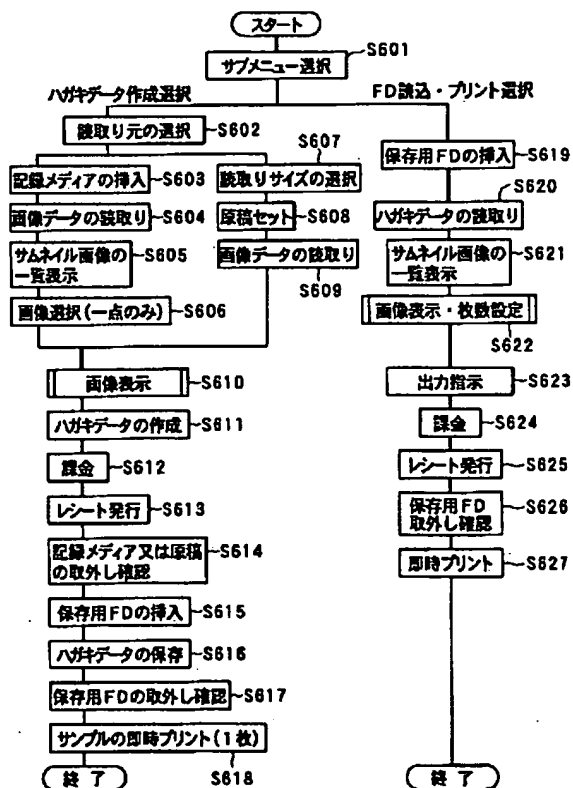 スタート
サブメニュー選択
S601
ハガキデータ作成選択
FD読込・プリント選択
読取り元の選択
S602
記録メディアの挿入
S603
画像データの読取り
S604
サムネイル画像の
一覧表示
S605
画像選択(一点のみ)
S606
S607
読取りサイズの選択
原稿セット
S608
画像データの読取り
S609
画像表示
S610
ハガキデータの作成
S611
課金
S612
レシート発行
S613
記録メディア又は原稿
の取外し確認
S614
保存用FDの挿入
S615
ハガキデータの保存
S616
保存用FDの取外し確認
S617
サンプルの即時プリント(1枚)
S618
終了
保存用FDの挿入
S619
S620
ハガキデータの読取り
サムネイル画像の
一覧表示
S621
画像表示・枚数設定
S622
出力指示
S623
課金
S624
レシート発行
S625
保存用FD
取外し確認
S626
即時プリント
S627
終了